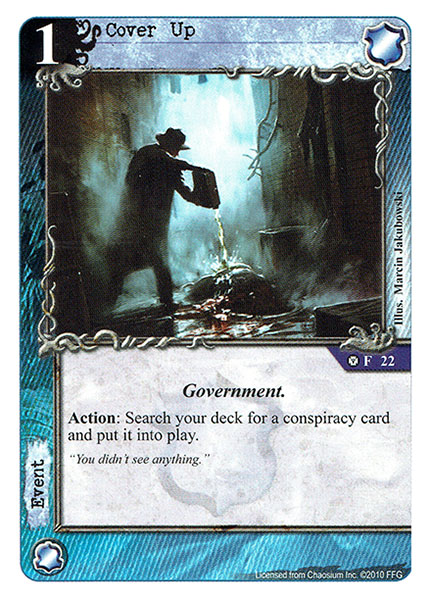 1
Cover Up
Illus. Marcin Jakubowski
F 22
Government.
Action: Search your deck for a conspiracy card
and put it into play.
"You didn't see anything."
Event
Licensed from Chaosium Inc. ©2010 FFG